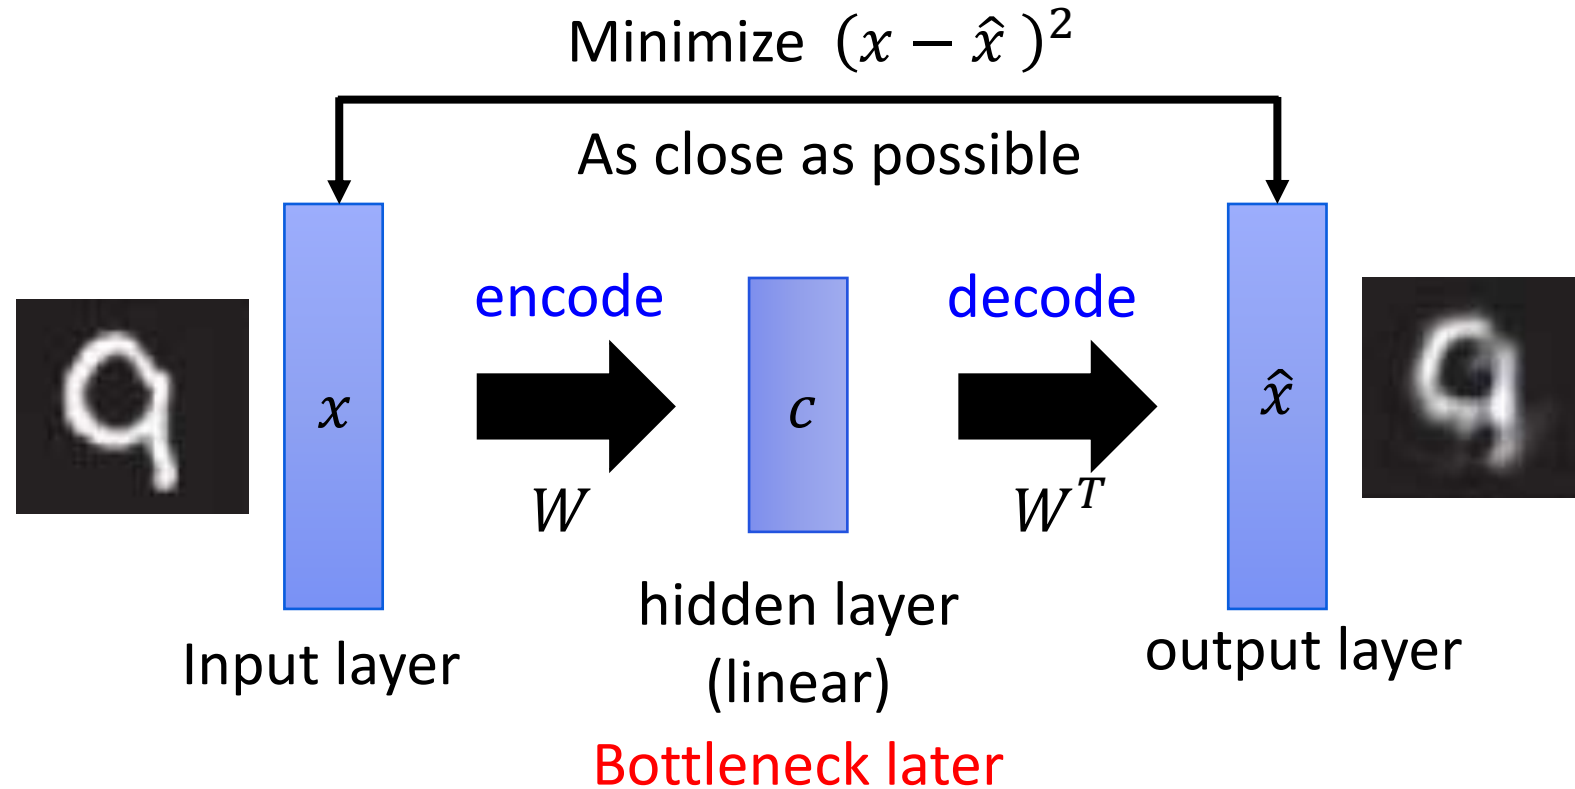 Minimize (x − x̂ )²
As close as possible
encode
decode
x
c
x̂
W
Wᵀ
hidden layer
(linear)
Input layer
output layer
Bottleneck later